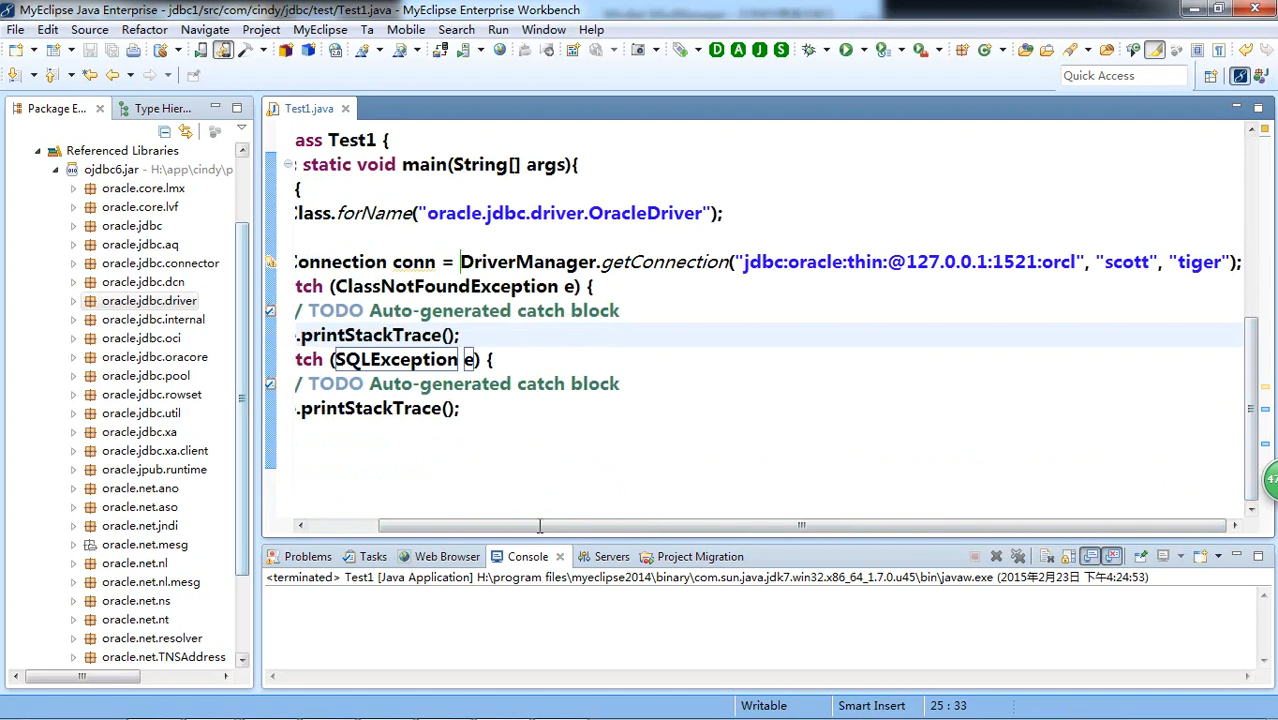 MyEclipse Java Enterprise - jdbc1/src/com/cindy/jdbc/test/Test1.java - MyEclipse Enterprise Workbench
File Edit Source Refactor Navigate Project MyEclipse Ta Mobile Search Run Window Help
Quick Access
Package E...
Type Hier...
Referenced Libraries
ojdbc6.jar - H:\app\cindy\p
oracle.core.lmx
oracle.core.lvf
oracle.jdbc
oracle.jdbc.aq
oracle.jdbc.connector
oracle.jdbc.dcn
oracle.jdbc.driver
oracle.jdbc.internal
oracle.jdbc.oci
oracle.jdbc.oracore
oracle.jdbc.pool
oracle.jdbc.rowset
oracle.jdbc.util
oracle.jdbc.xa
oracle.jdbc.xa.client
oracle.jpub.runtime
oracle.net.ano
oracle.net.aso
oracle.net.jndi
oracle.net.mesg
oracle.net.nl
oracle.net.nl.mesg
oracle.net.ns
oracle.net.nt
oracle.net.resolver
oracle.net.TNSAddress
Test1.java
ass Test1 {
static void main(String[] args){
{
lass.forName("oracle.jdbc.driver.OracleDriver");
onnection conn = DriverManager.getConnection("jdbc:oracle:thin:@127.0.0.1:1521:orcl", "scott", "tiger");
tch (ClassNotFoundException e) {
/ TODO Auto-generated catch block
.printStackTrace();
tch (SQLException e) {
/ TODO Auto-generated catch block
.printStackTrace();
47
Problems Tasks Web Browser Console Servers Project Migration
<terminated> Test1 [Java Application] H:\program files\myeclipse2014\binary\com.sun.java.jdk7.win32.x86_64_1.7.0.u45\bin\javaw.exe (2015年2月23日 下午4:24:53)
Writable Smart Insert 25 : 33